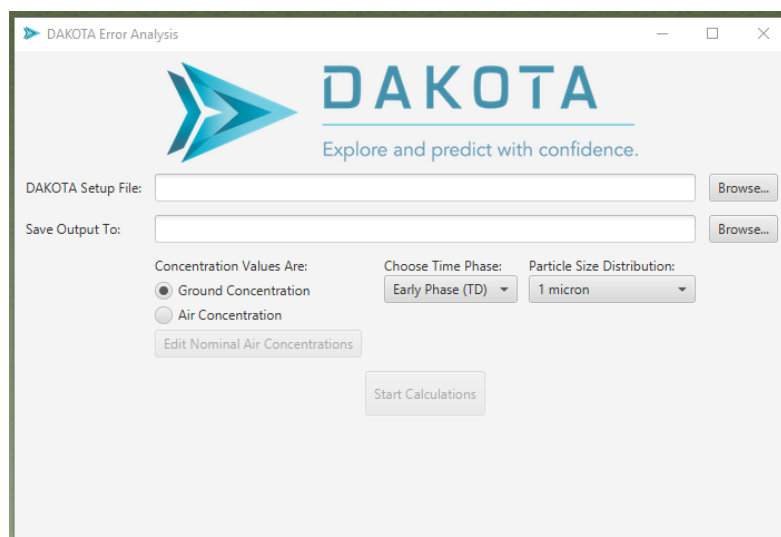 DAKOTA Error Analysis
DAKOTA
Explore and predict with confidence.
DAKOTA Setup File: Browse...
Save Output To: Browse...
Concentration Values Are: Choose Time Phase: Particle Size Distribution:
Ground Concentration Early Phase (TD) 1 micron
Air Concentration
Edit Nominal Air Concentrations
Start Calculations